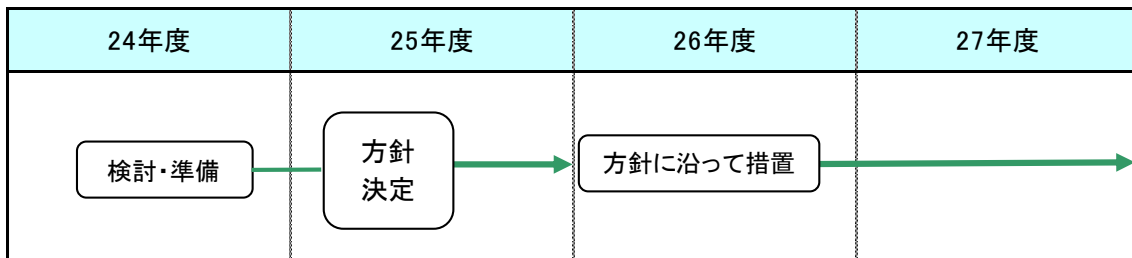 24年度
25年度
26年度
27年度
検討・準備
方針
決定
方針に沿って措置